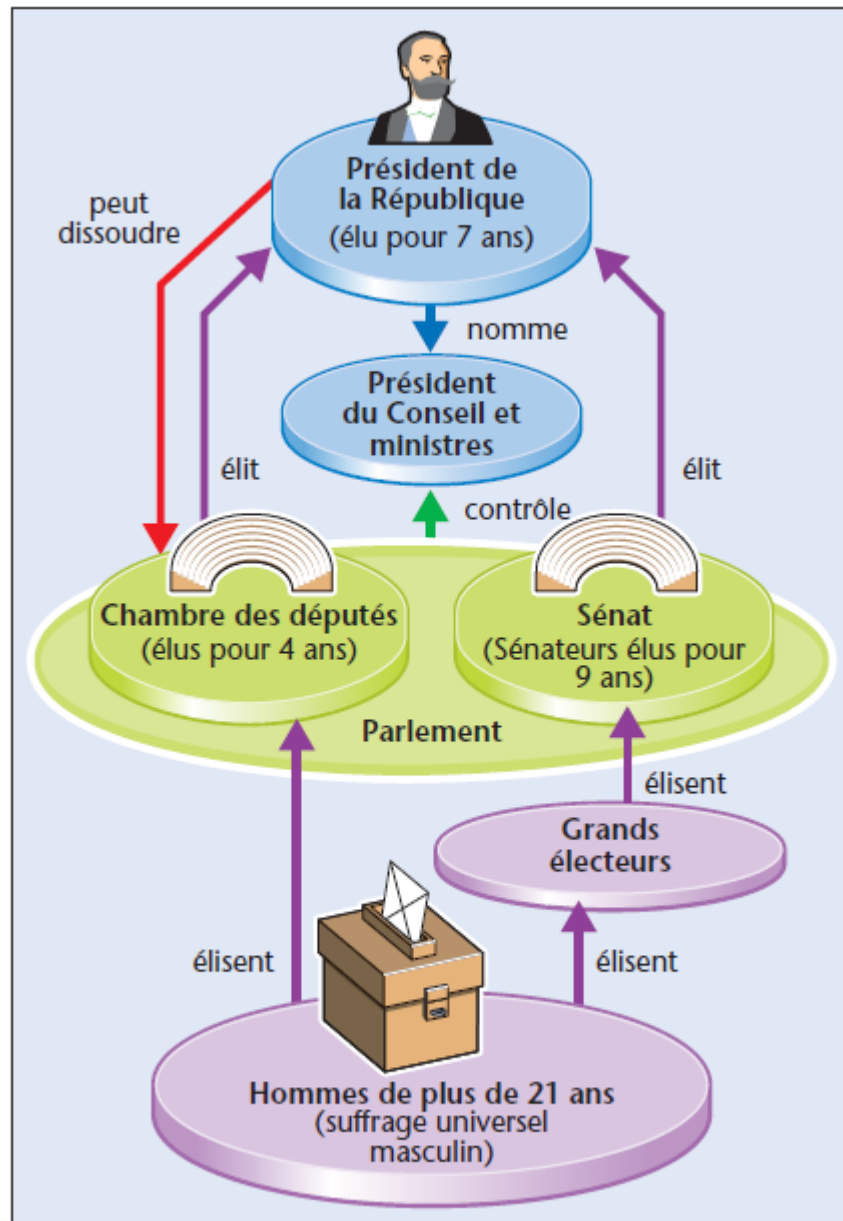 Président de
la République
(élu pour 7 ans)
peut
dissoudre
nomme
Président
du Conseil et
ministres
élit
élit
contrôle
Chambre des députés
(élus pour 4 ans)
Sénat
(Sénateurs élus pour
9 ans)
Parlement
élisent
Grands
électeurs
élisent
élisent
Hommes de plus de 21 ans
(suffrage universel
masculin)